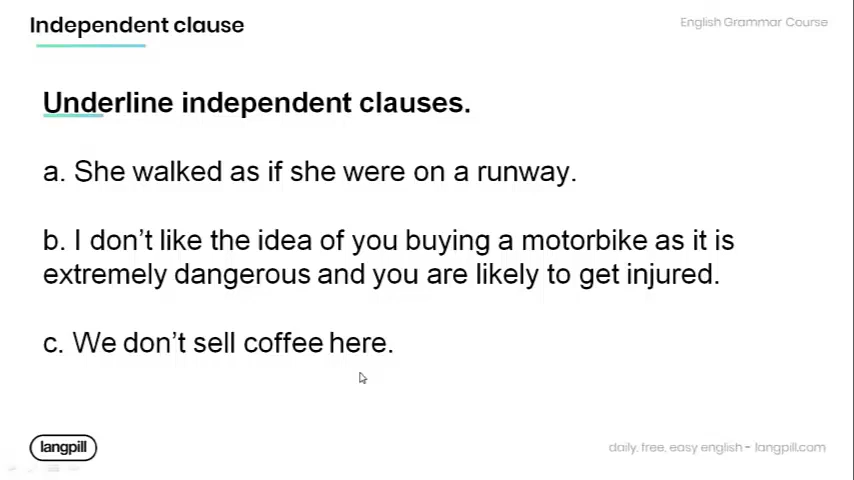 Independent clause
English Grammar Course
Underline independent clauses.
a. She walked as if she were on a runway.
b. I don’t like the idea of you buying a motorbike as it is
extremely dangerous and you are likely to get injured.
c. We don’t sell coffee here.
langpill
daily, free, easy english - langpill.com